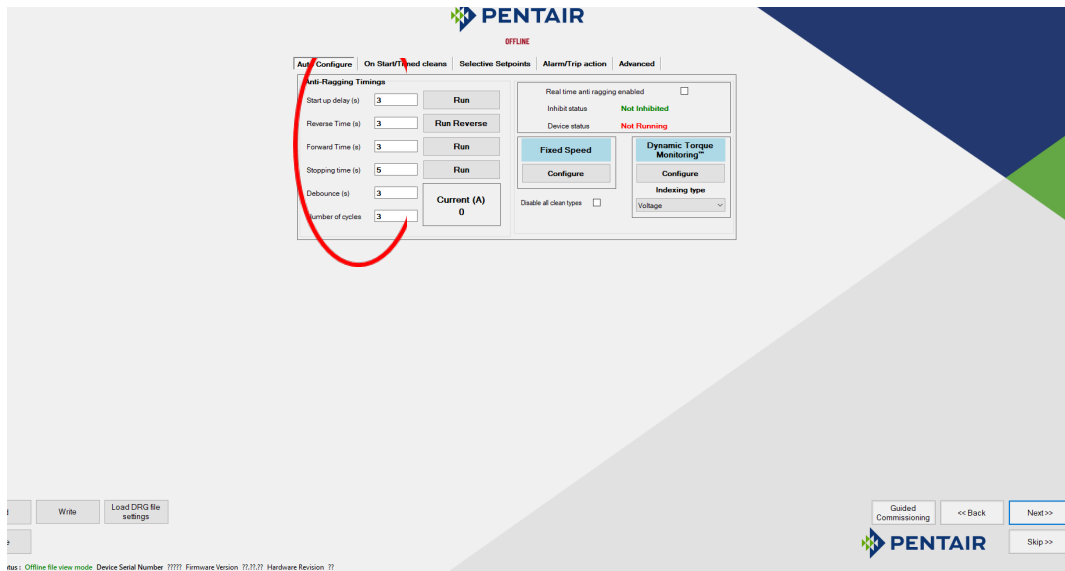 PENTAIR
OFFLINE
Auto Configure On Start/Timed cleans Selective Setpoints Alarm/Trip action Advanced
Anti-Ragging Timings
Start up delay (s) 3 Run
Reverse Time (s) 3 Run Reverse
Forward Time (s) 3 Run
Stopping time (s) 5 Run
Debounce (s) 3
Number of cycles 3
Current (A)
0
Real time anti ragging enabled
Inhibit status Not Inhibited
Device status Not Running
Fixed Speed
Configure
Dynamic Torque
Monitoring™
Configure
Indexing type
Voltage
Disable all clean types
Write
Load DRG file
settings
Guided
Commissioning
<< Back
Next>>
PENTAIR
Skip >>
Offline file view mode Device Serial Number ????? Firmware Version ??.??.?? Hardware Revision ??